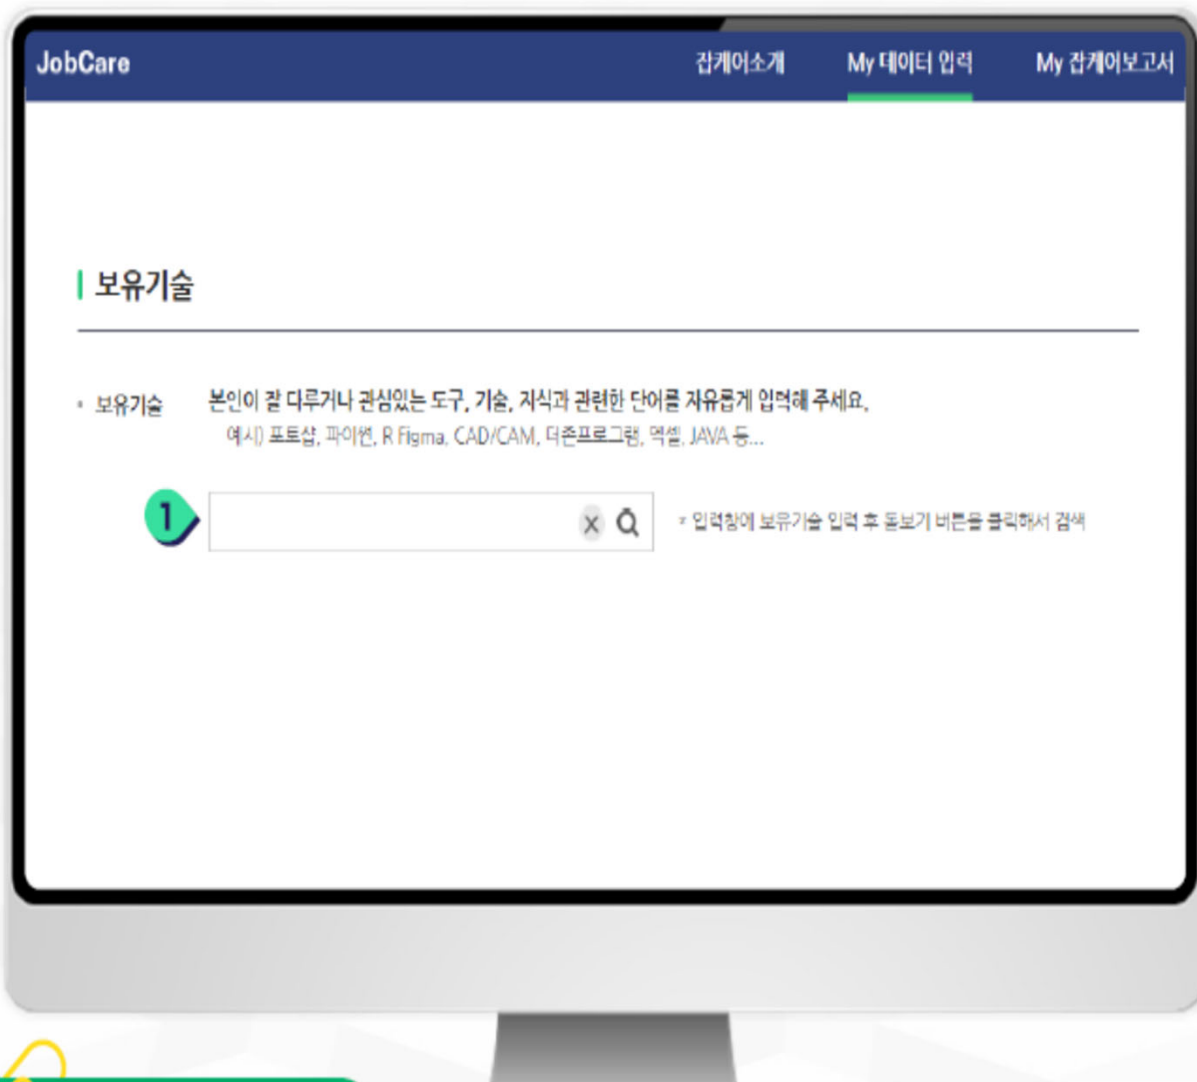 JobCare 잡케어소개 My 데이터 입력 My 잡케어보고서
보유기술
보유기술 본인이 잘 다루거나 관심있는 도구, 기술, 지식과 관련한 단어를 자유롭게 입력해 주세요.
예시) 포토샵, 파이썬, R Figma, CAD/CAM, 더존프로그램, 엑셀, JAVA 등...
1 X * 입력창에 보유기술 입력 후 돋보기 버튼을 클릭해서 검색